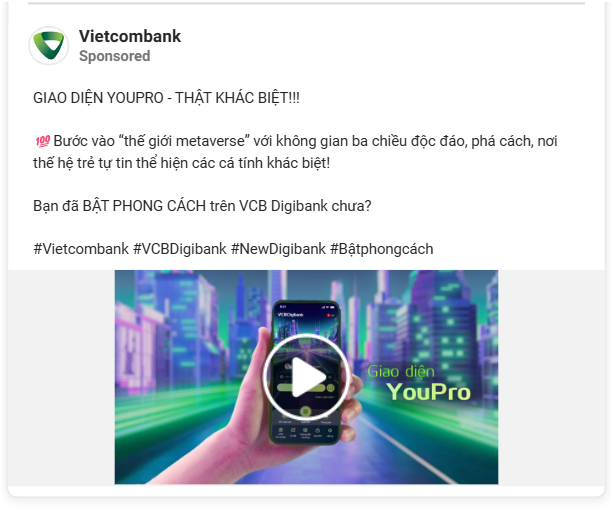 Vietcombank
Sponsored
GIAO DIỆN YOUPRO - THẬT KHÁC BIỆT!!!
💯 Bước vào “thế giới metaverse” với không gian ba chiều độc đáo, phá cách, nơi
thế hệ trẻ tự tin thể hiện các cá tính khác biệt!
Bạn đã BẬT PHONG CÁCH trên VCB Digibank chưa?
#Vietcombank #VCBDigibank #NewDigibank #Bậtphongcách
VCBDigibank
Giao diện
YouPro